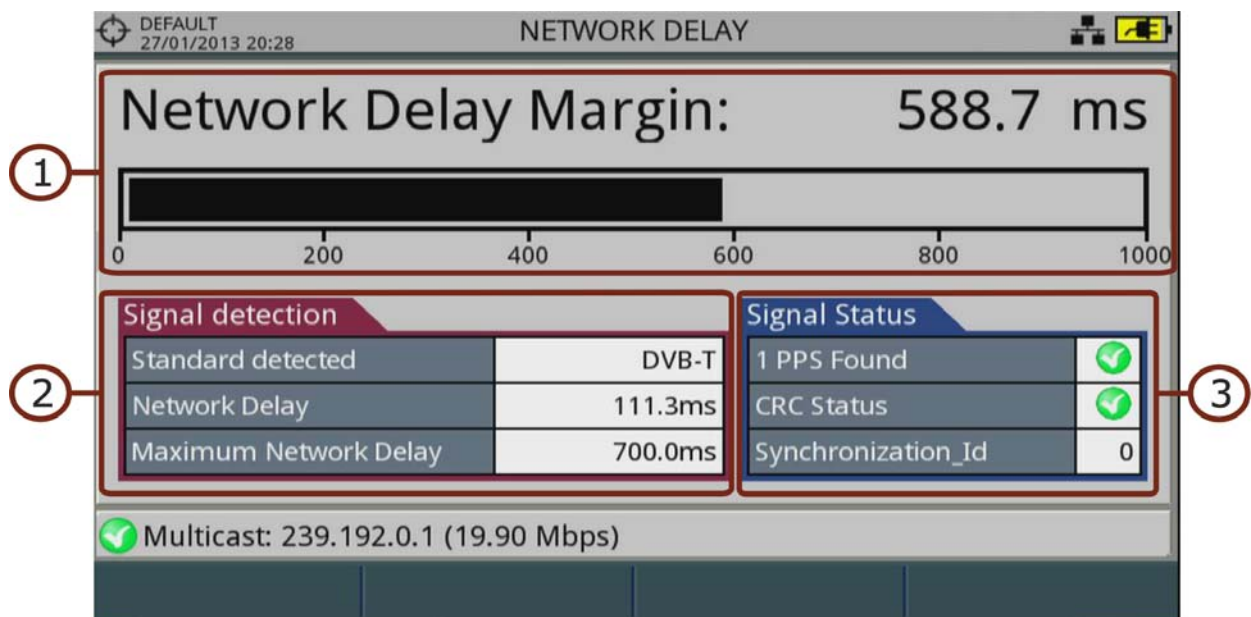 DEFAULT
27/01/2013 20:28
NETWORK DELAY
Network Delay Margin: 588.7 ms
1
0 200 400 600 800 1000
Signal detection
Standard detected DVB-T
Network Delay 111.3ms
Maximum Network Delay 700.0ms
2
Signal Status
1 PPS Found
CRC Status
Synchronization_Id 0
3
Multicast: 239.192.0.1 (19.90 Mbps)